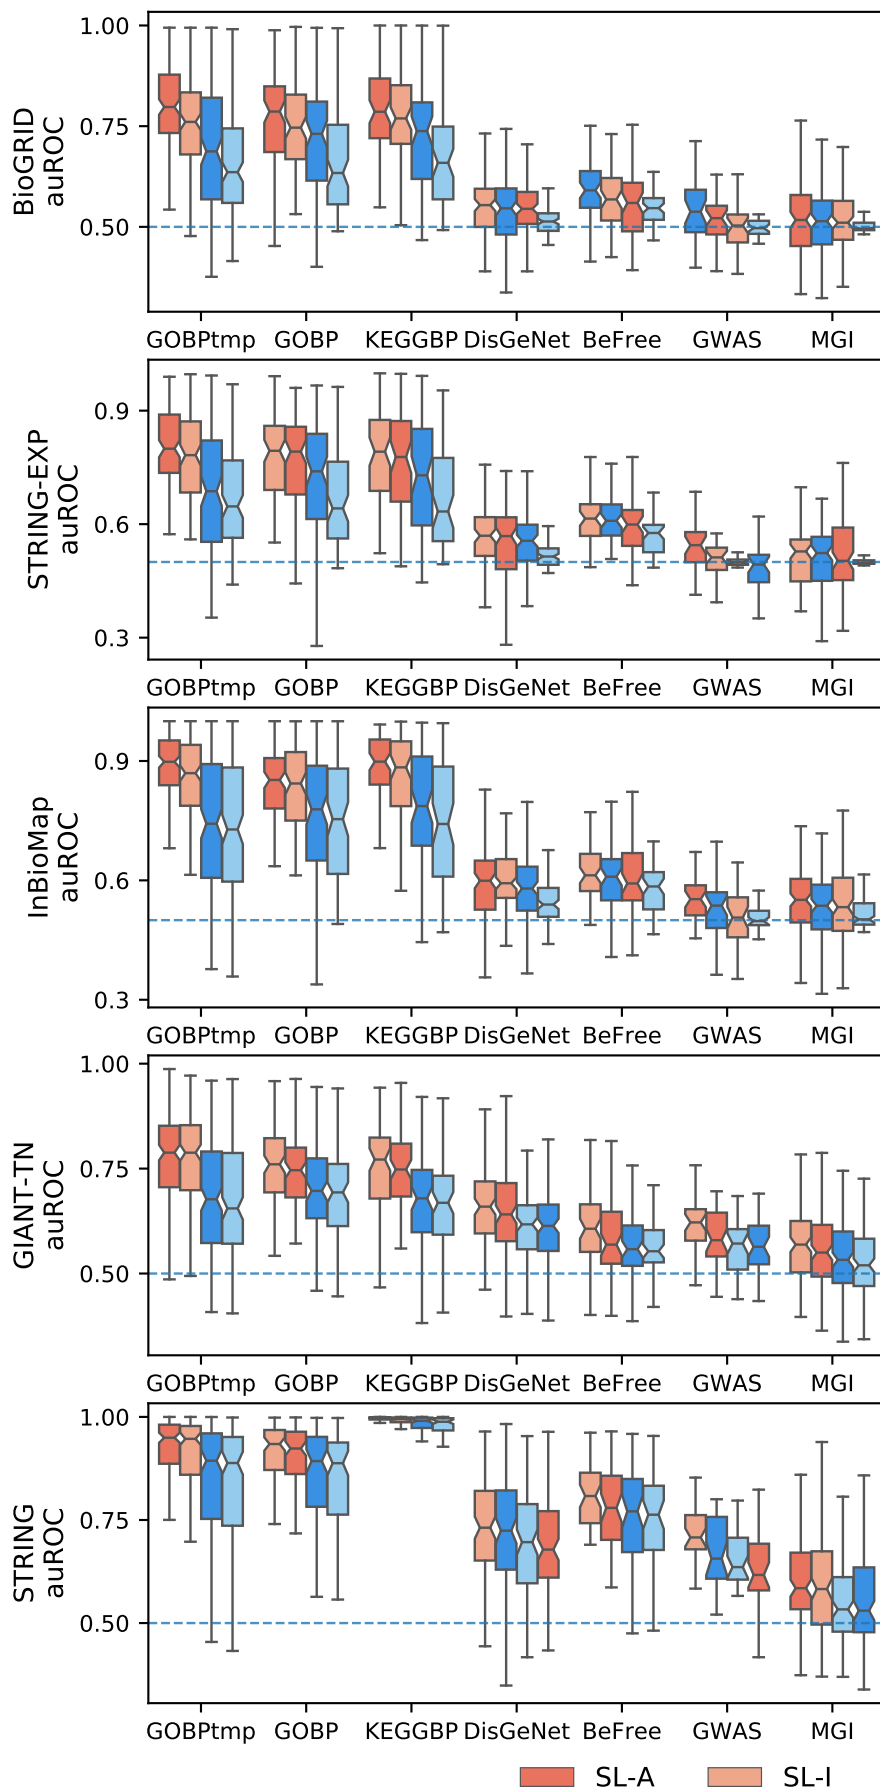 BioGRID
auROC
1.00
0.75
0.50
GOBPtmp GOBP KEGGBP DisGeNet BeFree GWAS MGI
STRING-EXP
auROC
0.9
0.6
0.3
GOBPtmp GOBP KEGGBP DisGeNet BeFree GWAS MGI
InBioMap
auROC
0.9
0.6
0.3
GOBPtmp GOBP KEGGBP DisGeNet BeFree GWAS MGI
GIANT-TN
auROC
1.00
0.75
0.50
GOBPtmp GOBP KEGGBP DisGeNet BeFree GWAS MGI
STRING
auROC
1.00
0.75
0.50
GOBPtmp GOBP KEGGBP DisGeNet BeFree GWAS MGI
SL-A SL-I